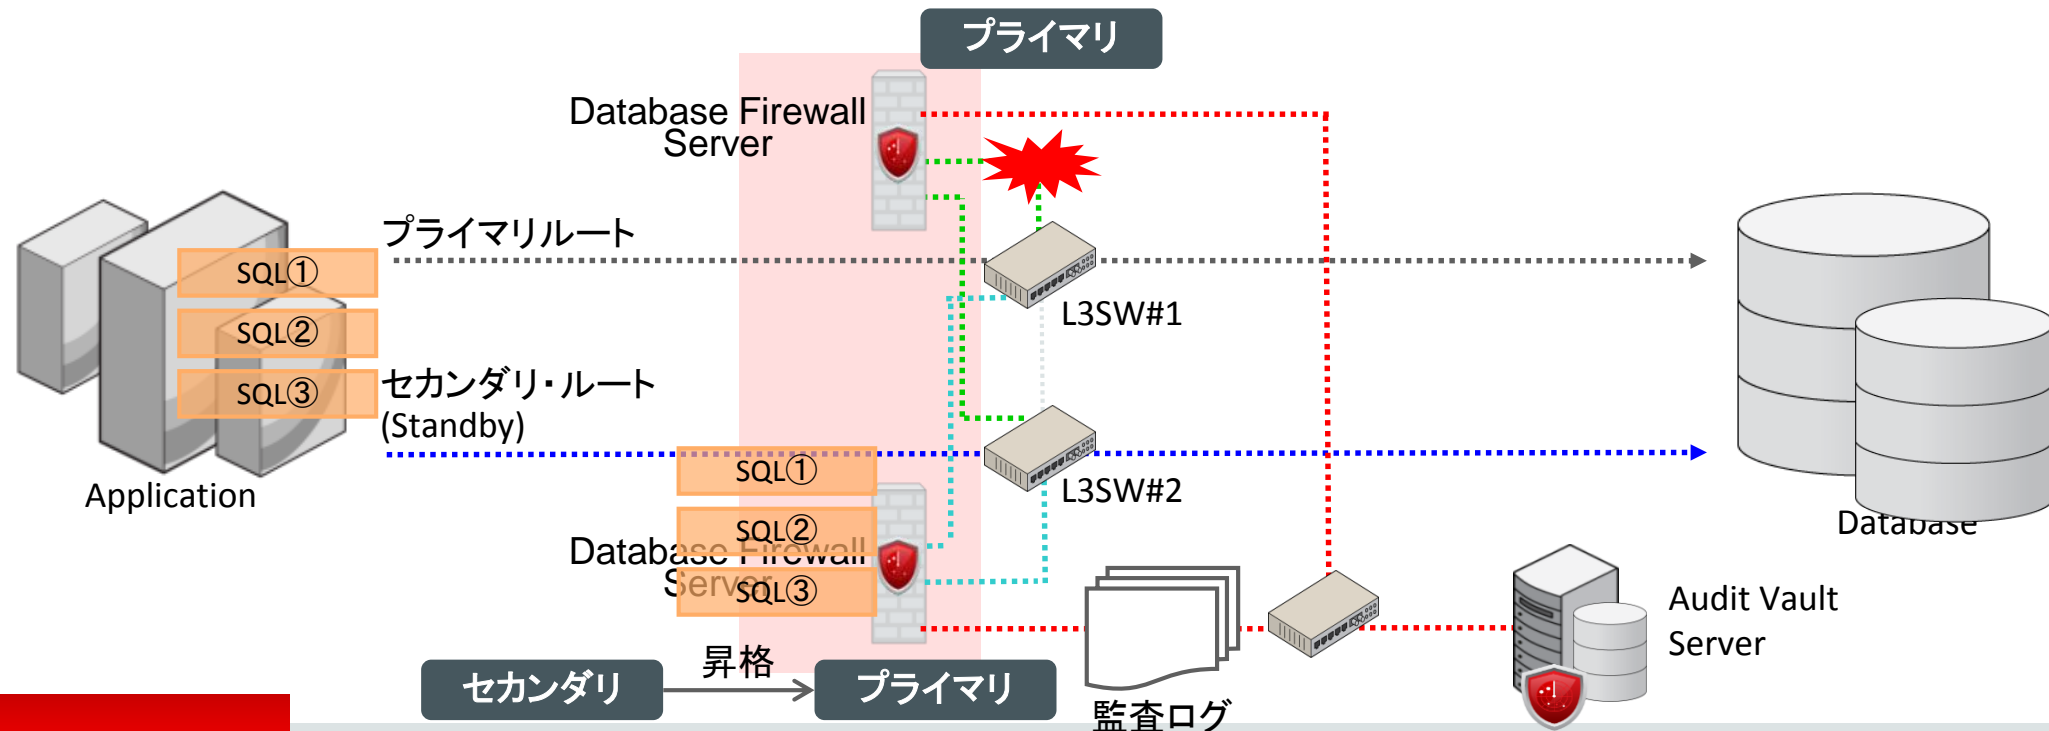 プライマリ
Database Firewall
Server
プライマリルート
SQL①
SQL②
SQL③
L3SW#1
セカンダリ・ルート
(Standby)
Application
SQL①
SQL②
SQL③
L3SW#2
Database Firewall
Server
Database
Audit Vault
Server
セカンダリ
昇格
プライマリ
監査ログ